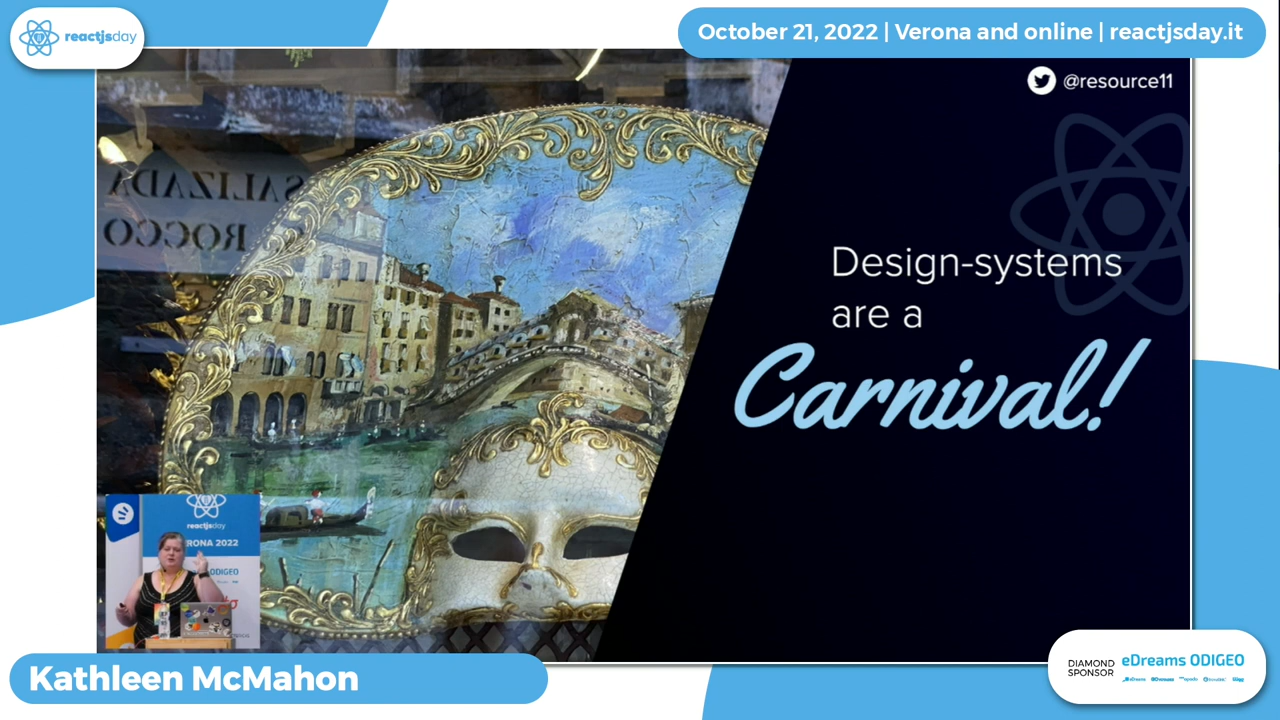 reactjsday
October 21, 2022 | Verona and online | reactjsday.it
@resource11
SALIZADA
ROCCO
Design-systems
are a
Carnival!
reactjsday
VERONA 2022
ODIGEO
Kathleen McMahon
DIAMOND
SPONSOR
eDreams ODIGEO
eDreams